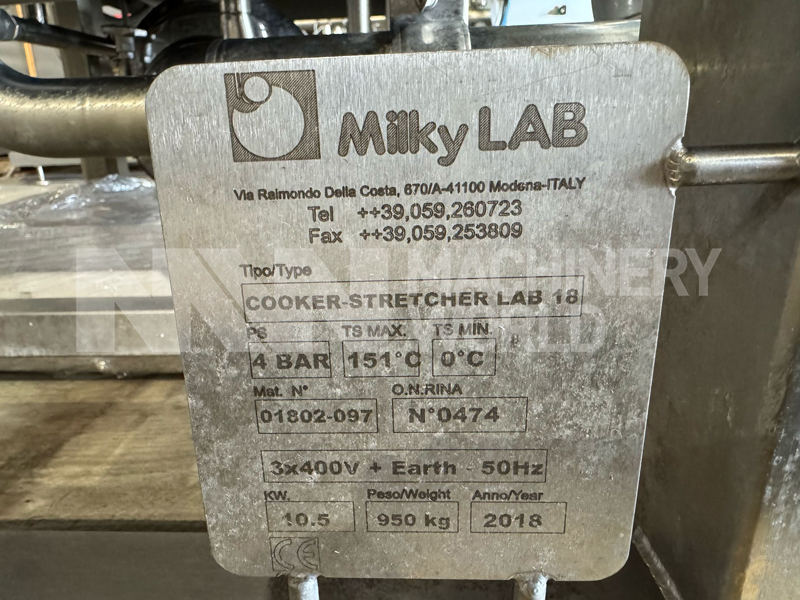 Milky LAB
Via Raimondo Della Costa, 670/A-41100 Modena-ITALY
Tel ++39,059,260723
Fax ++39,059,253809
Tipo/Type
COOKER-STRETCHER LAB 18
PS TS MAX. TS MIN.
4 BAR 151°C 0°C
Mat. N° O.N.RINA
01802-097 N°0474
3x400V + Earth - 50Hz
KW. Peso/Weight Anno/Year
10.5 950 kg 2018
CE
MACHINERY
WORLD